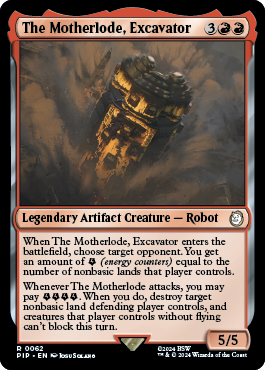 The Motherlode, Excavator 3
Legendary Artifact Creature — Robot
When The Motherlode, Excavator enters the
battlefield, choose target opponent. You get
an amount of (energy counters) equal to the
number of nonbasic lands that player controls.
Whenever The Motherlode attacks, you may
pay . When you do, destroy target
nonbasic land defending player controls, and
creatures that player controls without flying
can't block this turn.
5/5
R 0062
PIP • EN Josu Solano
©2024 BSW
™ & © 2024 Wizards of the Coast